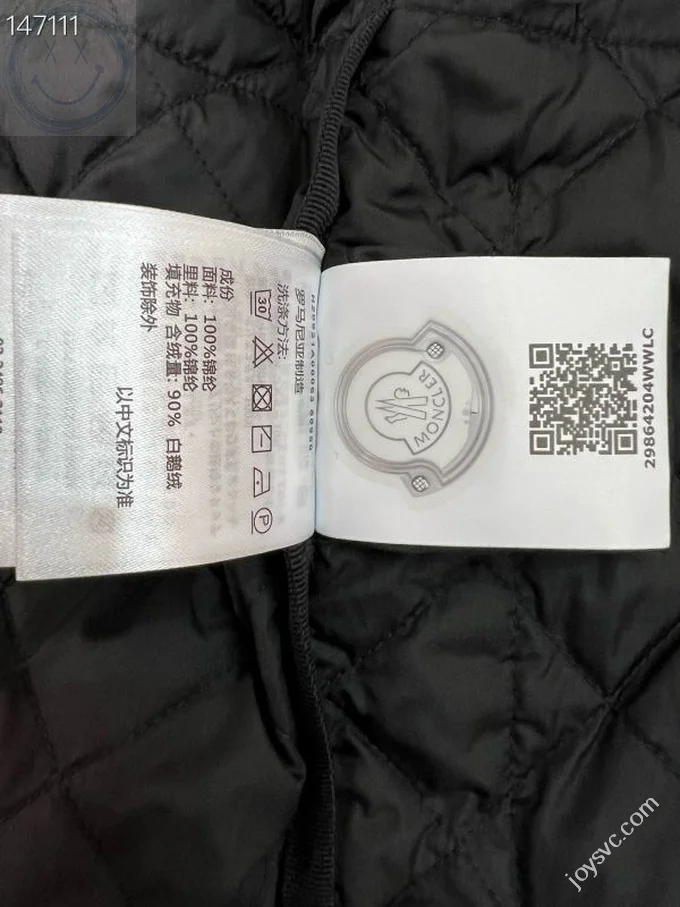 147111
成份
面料: 100%锦纶
里料: 100%锦纶
填充物 含绒量: 90% 白鹅绒
装饰除外
以中文标识为准
罗马尼亚制造
洗涤方法:
30
P
MONCLER
29864204WWLC
joysvc.com